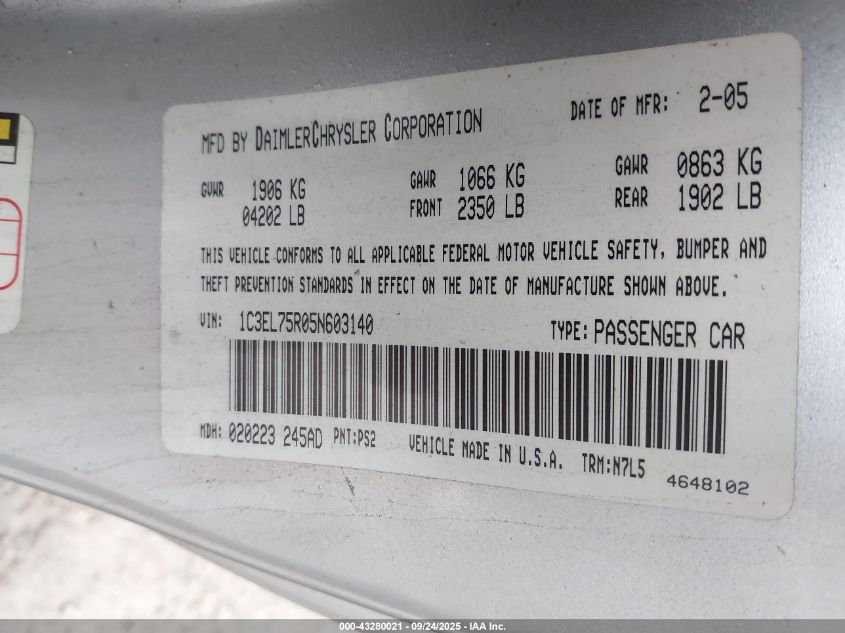 MFD BY DAIMLERCHRYSLER CORPORATION DATE OF MFR: 2-05
GVWR 1906 KG GAWR 1066 KG GAWR 0863 KG
04202 LB FRONT 2350 LB REAR 1902 LB
THIS VEHICLE CONFORMS TO ALL APPLICABLE FEDERAL MOTOR VEHICLE SAFETY, BUMPER AND
THEFT PREVENTION STANDARDS IN EFFECT ON THE DATE OF MANUFACTURE SHOWN ABOVE.
VIN: 1C3EL75R05N603140 TYPE: PASSENGER CAR
MDH: 020223 245AD PNT:PS2 VEHICLE MADE IN U.S.A. TRM:N7L5
4648102
000-43280021 - 09/24/2025 - IAA Inc.